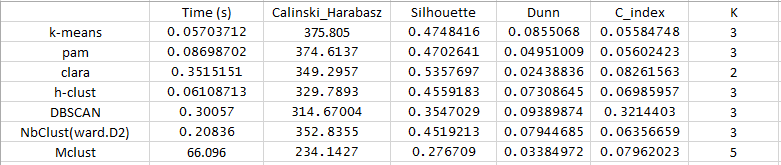 Time (s) Calinski_Harabasz Silhouette Dunn C_index K
k-means 0.05703712 375.805 0.4748416 0.0855068 0.05584748 3
pam 0.08698702 374.6137 0.4702641 0.04951009 0.05602423 3
clara 0.3515151 349.2957 0.5357697 0.02438836 0.08261563 2
h-clust 0.06108713 329.7893 0.4559183 0.07308645 0.06985957 3
DBSCAN 0.30057 314.67004 0.3547029 0.09389874 0.3214403 3
NbClust(ward.D2) 0.20836 352.8355 0.4519213 0.07944685 0.06356659 3
Mclust 66.096 234.1427 0.276709 0.03384972 0.07962023 5